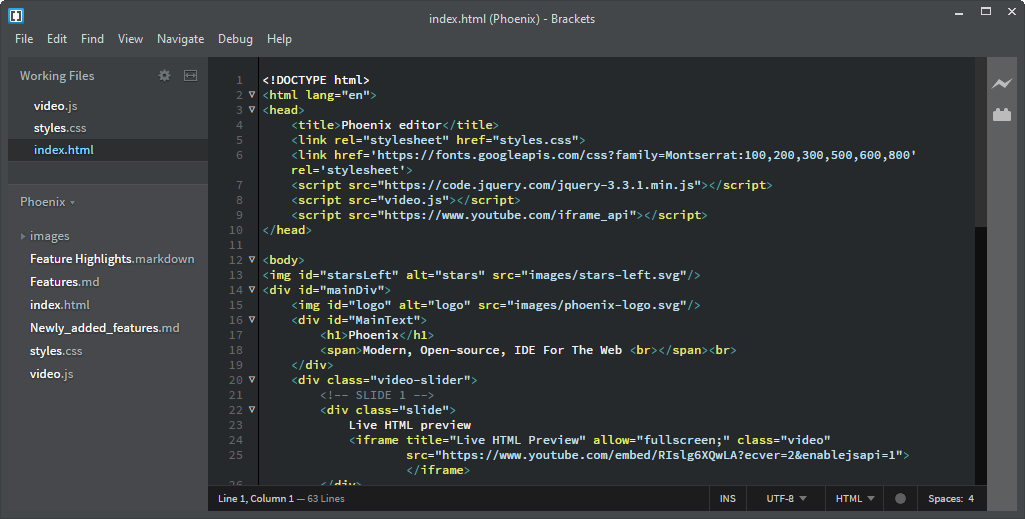 index.html (Phoenix) - Brackets
File Edit Find View Navigate Debug Help
Working Files
video.js
styles.css
index.html
Phoenix
images
Feature Highlights.markdown
Features.md
index.html
Newly_added_features.md
styles.css
video.js
1 <!DOCTYPE html>
2 <html lang="en">
3 <head>
4 <title>Phoenix editor</title>
5 <link rel="stylesheet" href="styles.css">
6 <link href='https://fonts.googleapis.com/css?family=Montserrat:100,200,300,500,600,800'
rel='stylesheet'>
7 <script src="https://code.jquery.com/jquery-3.3.1.min.js"></script>
8 <script src="video.js"></script>
9 <script src="https://www.youtube.com/iframe_api"></script>
10 </head>
11
12 <body>
13 <img id="starsLeft" alt="stars" src="images/stars-left.svg"/>
14 <div id="mainDiv">
15 <img id="logo" alt="logo" src="images/phoenix-logo.svg"/>
16 <div id="MainText">
17 <h1>Phoenix</h1>
18 <span>Modern, Open-source, IDE For The Web <br></span><br>
19 </div>
20 <div class="video-slider">
21 <!-- SLIDE 1 -->
22 <div class="slide">
23 Live HTML preview
24 <iframe title="Live HTML Preview" allow="fullscreen;" class="video"
25 src="https://www.youtube.com/embed/RIslg6XQwLA?ecver=2&enablejsapi=1">
</iframe>
26 </div>
Line 1, Column 1 — 63 Lines
INS UTF-8 HTML Spaces: 4